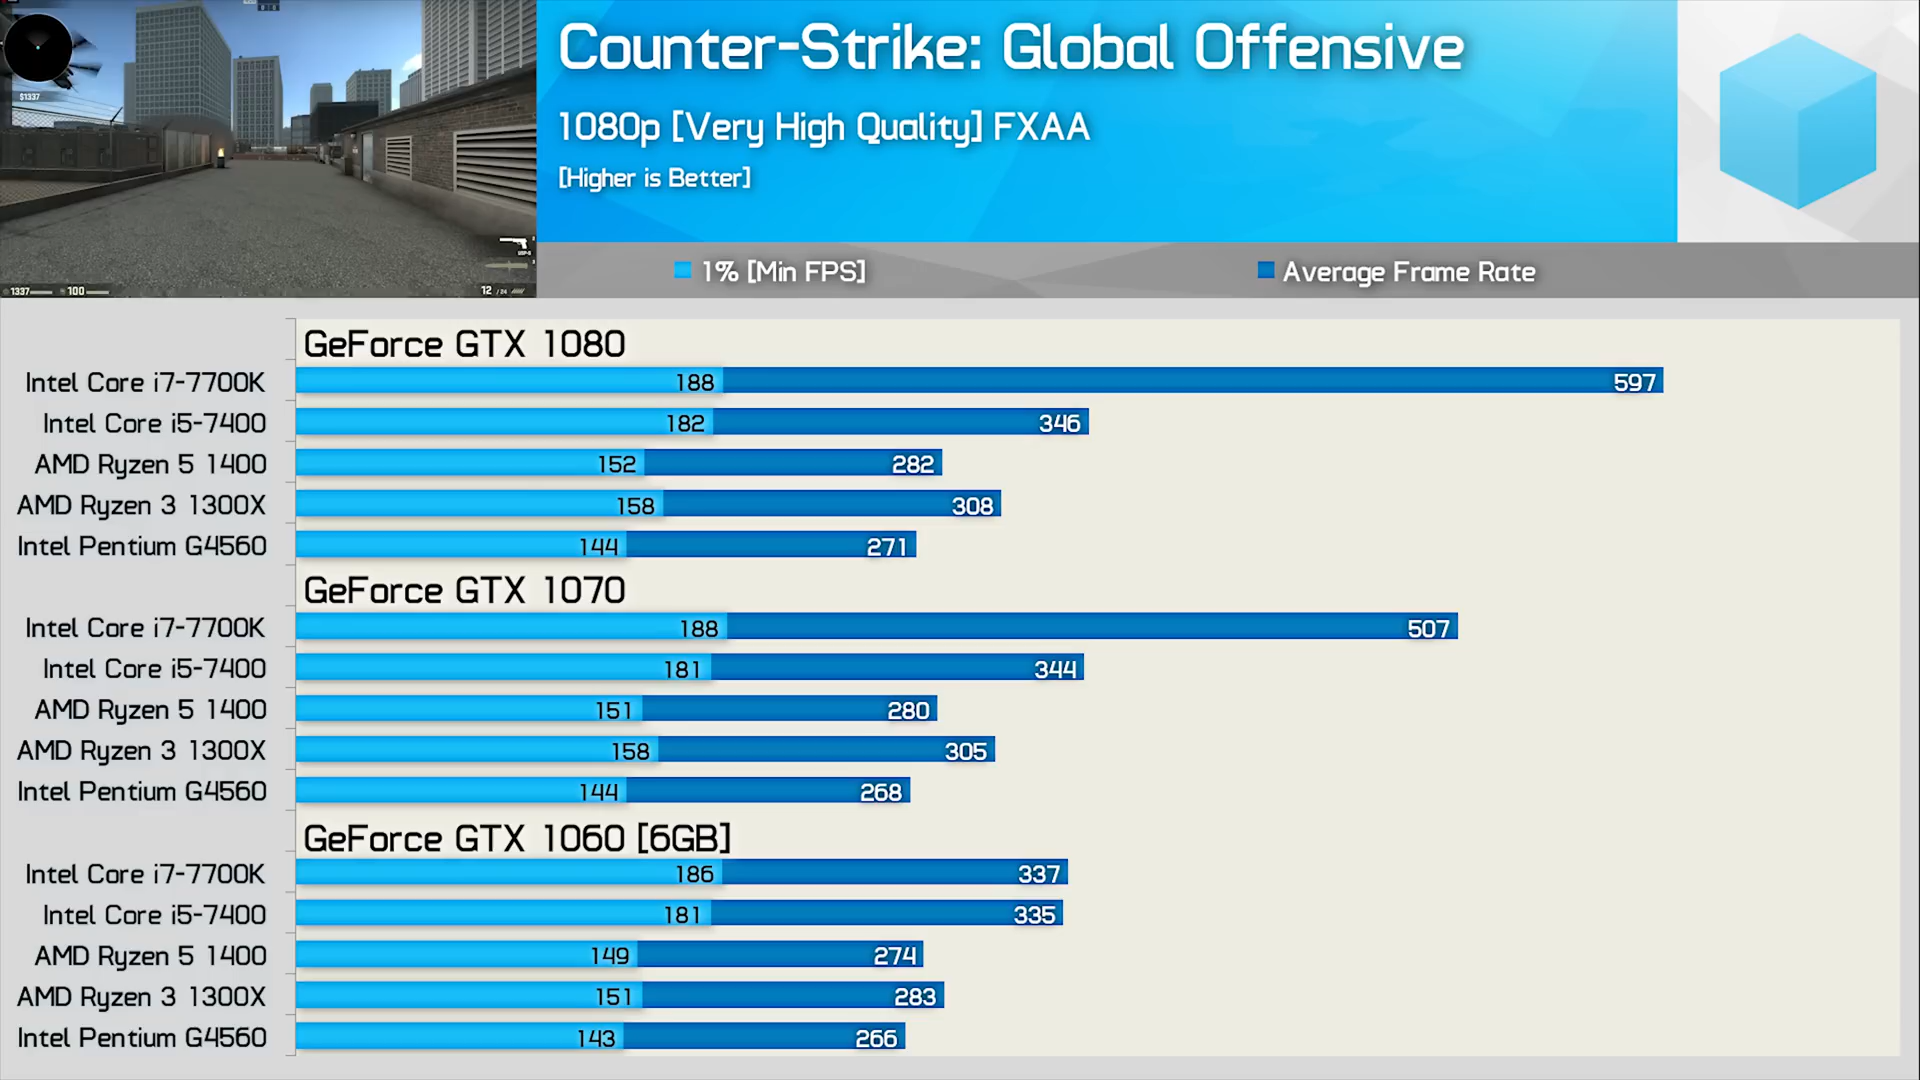 $1337
1337
100
12 / 24
Counter-Strike: Global Offensive
1080p [Very High Quality] FXAA
[Higher is Better]
1% [Min FPS]
Average Frame Rate
GeForce GTX 1080
Intel Core i7-7700K 188 597
Intel Core i5-7400 182 346
AMD Ryzen 5 1400 152 282
AMD Ryzen 3 1300X 158 308
Intel Pentium G4560 144 271
GeForce GTX 1070
Intel Core i7-7700K 188 507
Intel Core i5-7400 181 344
AMD Ryzen 5 1400 151 280
AMD Ryzen 3 1300X 158 305
Intel Pentium G4560 144 268
GeForce GTX 1060 [6GB]
Intel Core i7-7700K 186 337
Intel Core i5-7400 181 335
AMD Ryzen 5 1400 149 274
AMD Ryzen 3 1300X 151 283
Intel Pentium G4560 143 266